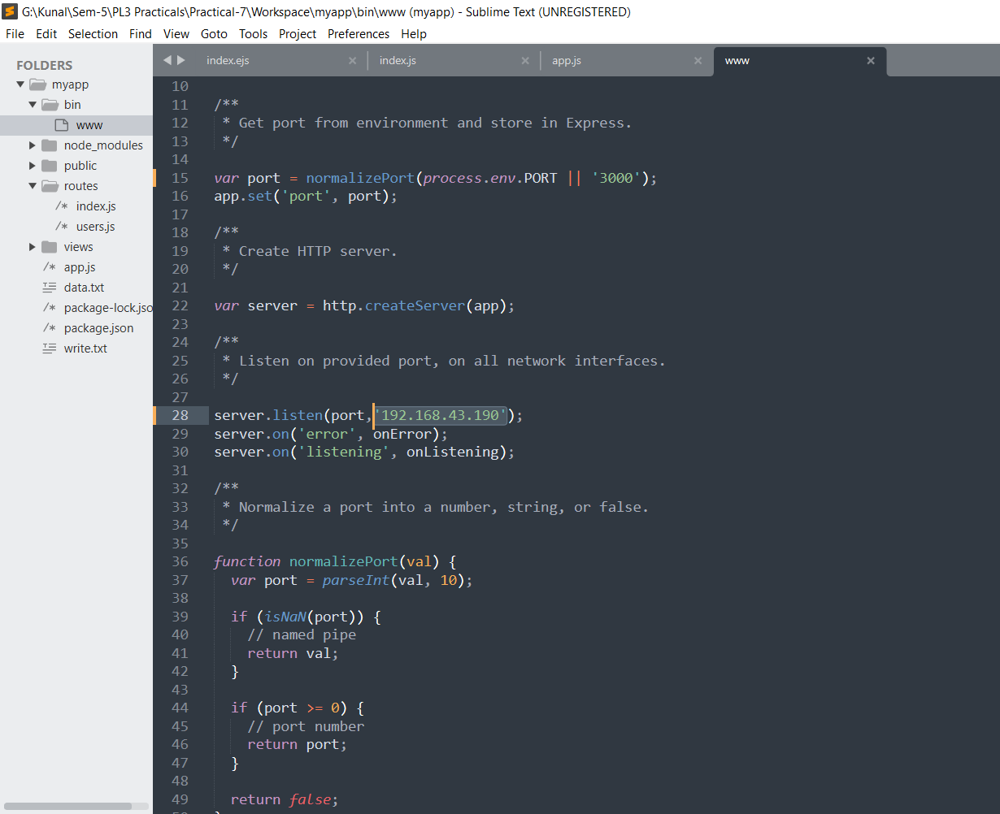 G:\Kunal\Sem-5\PL3 Practicals\Practical-7\Workspace\myapp\bin\www (myapp) - Sublime Text (UNREGISTERED)
File Edit Selection Find View Goto Tools Project Preferences Help
FOLDERS
myapp
bin
www
node_modules
public
routes
/* index.js
/* users.js
views
/* app.js
data.txt
/* package-lock.jso
/* package.json
write.txt
index.ejs index.js app.js www
10
11 /**
12 * Get port from environment and store in Express.
13 */
14
15 var port = normalizePort(process.env.PORT || '3000');
16 app.set('port', port);
17
18 /**
19 * Create HTTP server.
20 */
21
22 var server = http.createServer(app);
23
24 /**
25 * Listen on provided port, on all network interfaces.
26 */
27
28 server.listen(port,'192.168.43.190');
29 server.on('error', onError);
30 server.on('listening', onListening);
31
32 /**
33 * Normalize a port into a number, string, or false.
34 */
35
36 function normalizePort(val) {
37 var port = parseInt(val, 10);
38
39 if (isNaN(port)) {
40 // named pipe
41 return val;
42 }
43
44 if (port >= 0) {
45 // port number
46 return port;
47 }
48
49 return false;